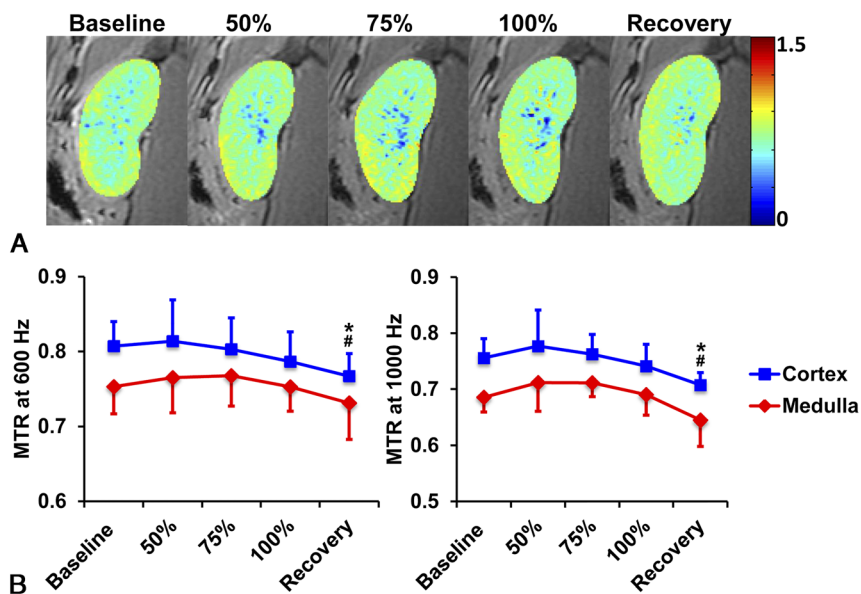 Baseline 50% 75% 100% Recovery
1.5
0
A
0.9 0.9
* *
# #
0.8 0.8
Cortex
0.7 0.7
Medulla
MTR at 600 Hz MTR at 1000 Hz
0.6
0.6 0.5
Baseline 50% 75% 100% Recovery Baseline 50% 75% 100% Recovery
B